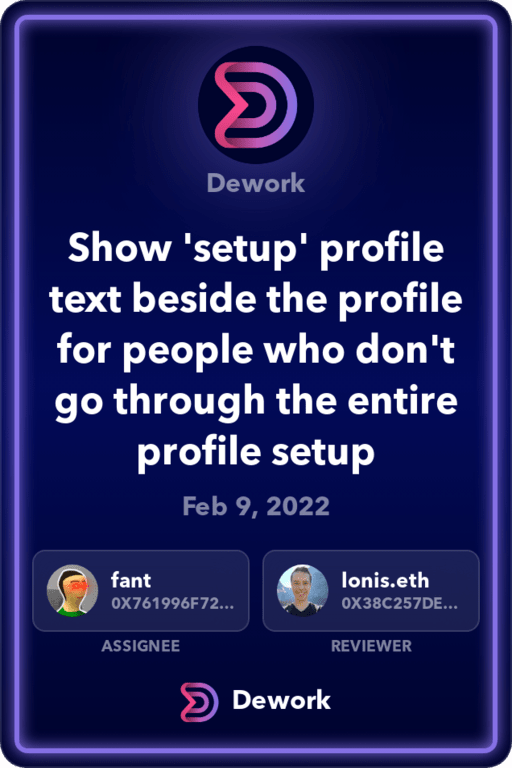 Dework
Show 'setup' profile
text beside the profile
for people who don't
go through the entire
profile setup
Feb 9, 2022
fant
0X761996F72...
lonis.eth
0X38C257DE...
ASSIGNEE
REVIEWER
Dework